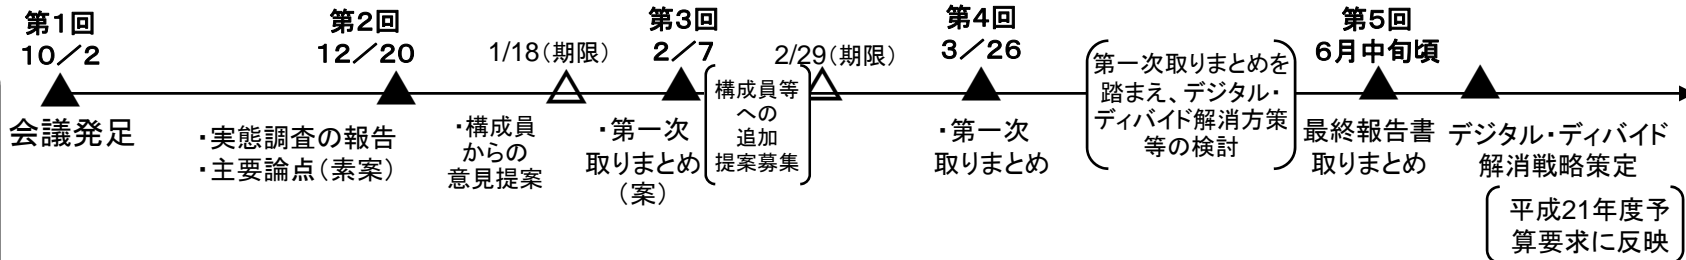 第1回
10／2
会議発足
第2回
12／20
・実態調査の報告
・主要論点（素案）
1/18（期限）
・構成員
からの
意見提案
第3回
2／7
・第一次
取りまとめ
（案）
構成員等
への
追加
提案募集
2/29（期限）
第4回
3／26
・第一次
取りまとめ
第一次取りまとめを
踏まえ、デジタル・
ディバイド解消方策
等の検討
第5回
6月中旬頃
最終報告書
取りまとめ
デジタル・ディバイド
解消戦略策定
平成21年度予
算要求に反映